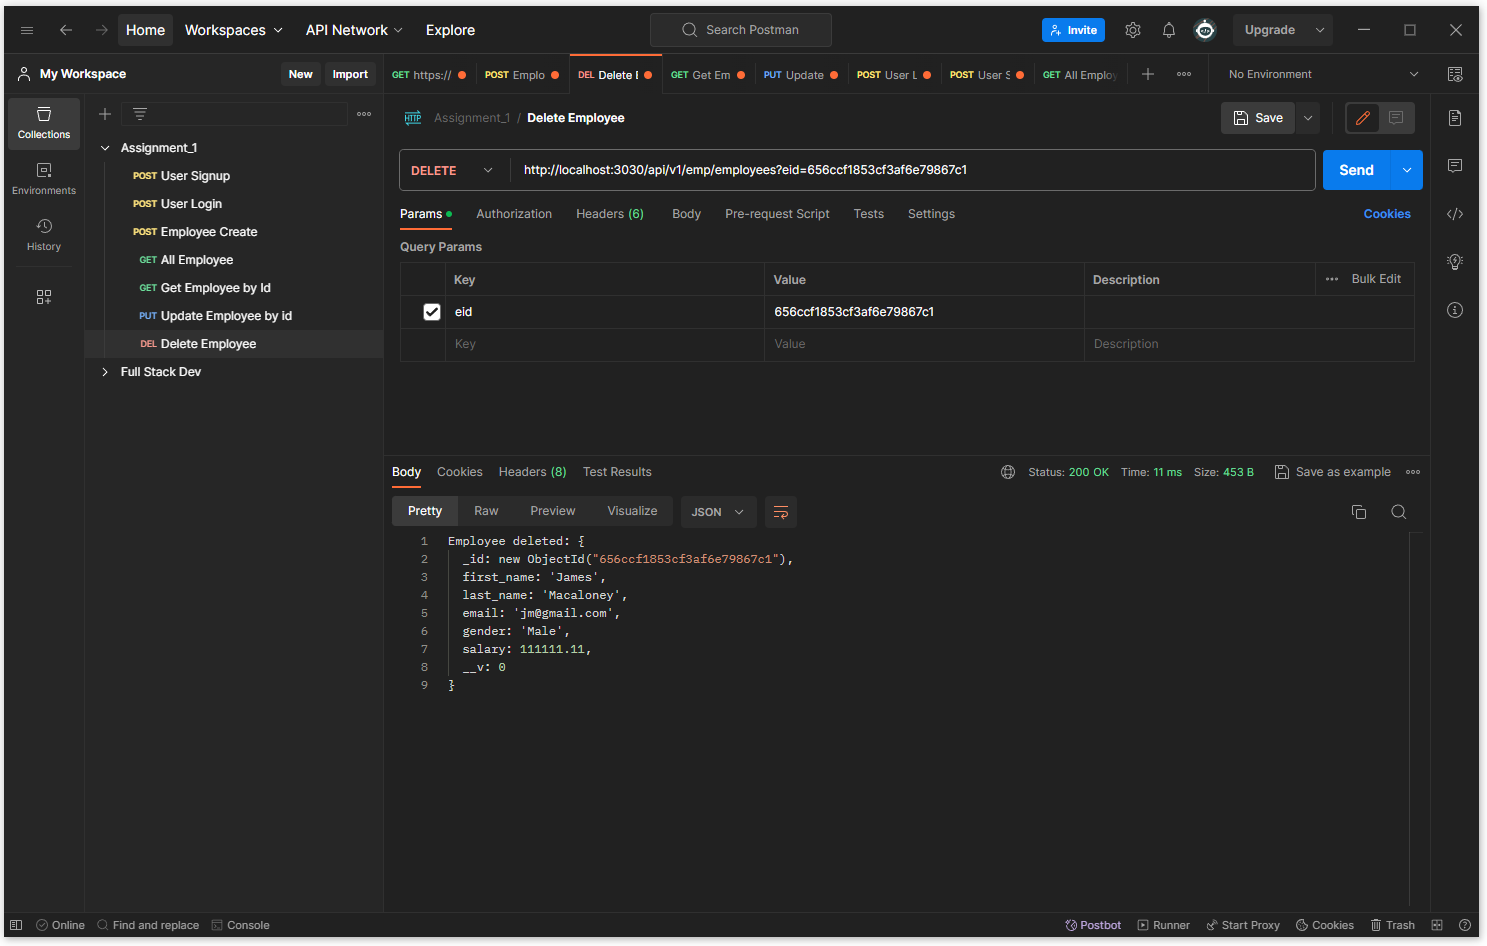 Home Workspaces API Network Explore Search Postman Invite Upgrade
My Workspace New Import
GET https:// POST Emplo DEL Delete E GET Get Em PUT Update POST User L POST User S GET All Employ No Environment
Collections
Environments
History
Assignment_1
POST User Signup
POST User Login
POST Employee Create
GET All Employee
GET Get Employee by Id
PUT Update Employee by id
DEL Delete Employee
Full Stack Dev
HTTP Assignment_1 / Delete Employee Save
DELETE http://localhost:3030/api/v1/emp/employees?eid=656ccf1853cf3af6e79867c1 Send
Params Authorization Headers (6) Body Pre-request Script Tests Settings Cookies
Query Params
Key Value Description Bulk Edit
eid 656ccf1853cf3af6e79867c1
Key Value Description
Body Cookies Headers (8) Test Results Status: 200 OK Time: 11 ms Size: 453 B Save as example
Pretty Raw Preview Visualize JSON
1 Employee deleted: {
2 _id: new ObjectId("656ccf1853cf3af6e79867c1"),
3 first_name: 'James',
4 last_name: 'Macaloney',
5 email: 'jm@gmail.com',
6 gender: 'Male',
7 salary: 111111.11,
8 __v: 0
9 }
Online Find and replace Console Postbot Runner Start Proxy Cookies Trash